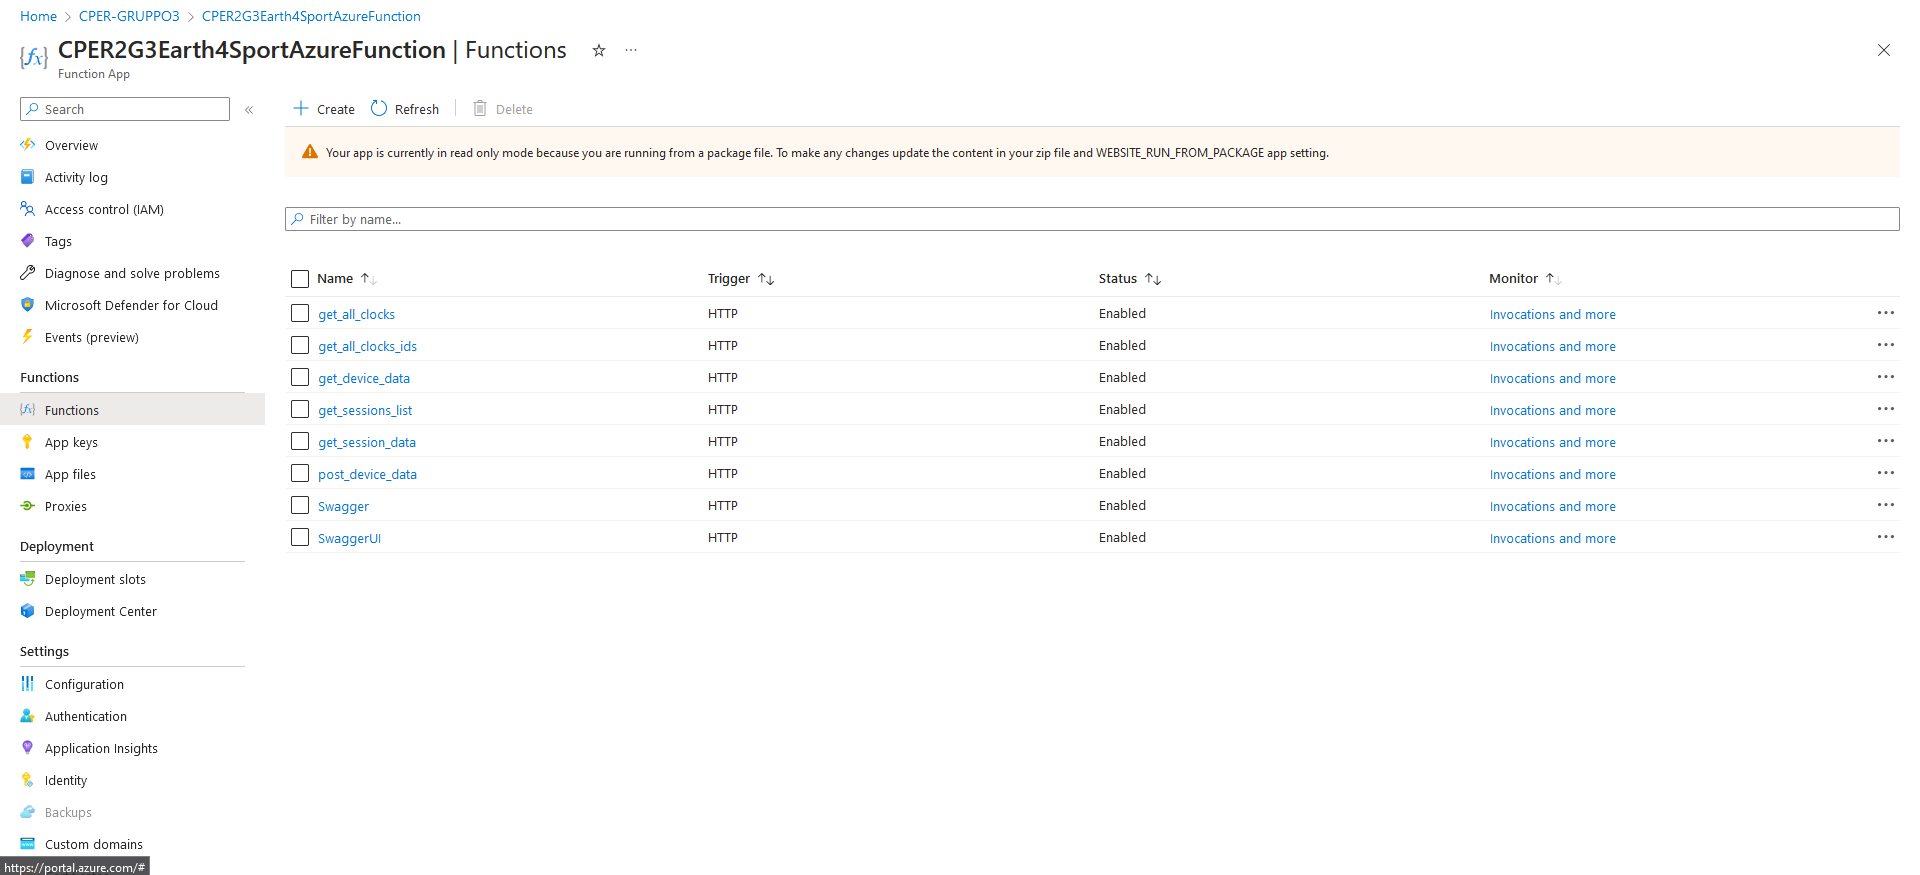 Home > CPER-GRUPPO3 > CPER2G3Earth4SportAzureFunction
CPER2G3Earth4SportAzureFunction | Functions
Function App
Search
Overview
Activity log
Access control (IAM)
Tags
Diagnose and solve problems
Microsoft Defender for Cloud
Events (preview)
Functions
Functions
App keys
App files
Proxies
Deployment
Deployment slots
Deployment Center
Settings
Configuration
Authentication
Application Insights
Identity
Backups
Custom domains
https://portal.azure.com/#
Create Refresh Delete
Your app is currently in read only mode because you are running from a package file. To make any changes update the content in your zip file and WEBSITE_RUN_FROM_PACKAGE app setting.
Filter by name...
Name Trigger Status Monitor
get_all_clocks HTTP Enabled Invocations and more
get_all_clocks_ids HTTP Enabled Invocations and more
get_device_data HTTP Enabled Invocations and more
get_sessions_list HTTP Enabled Invocations and more
get_session_data HTTP Enabled Invocations and more
post_device_data HTTP Enabled Invocations and more
Swagger HTTP Enabled Invocations and more
SwaggerUI HTTP Enabled Invocations and more